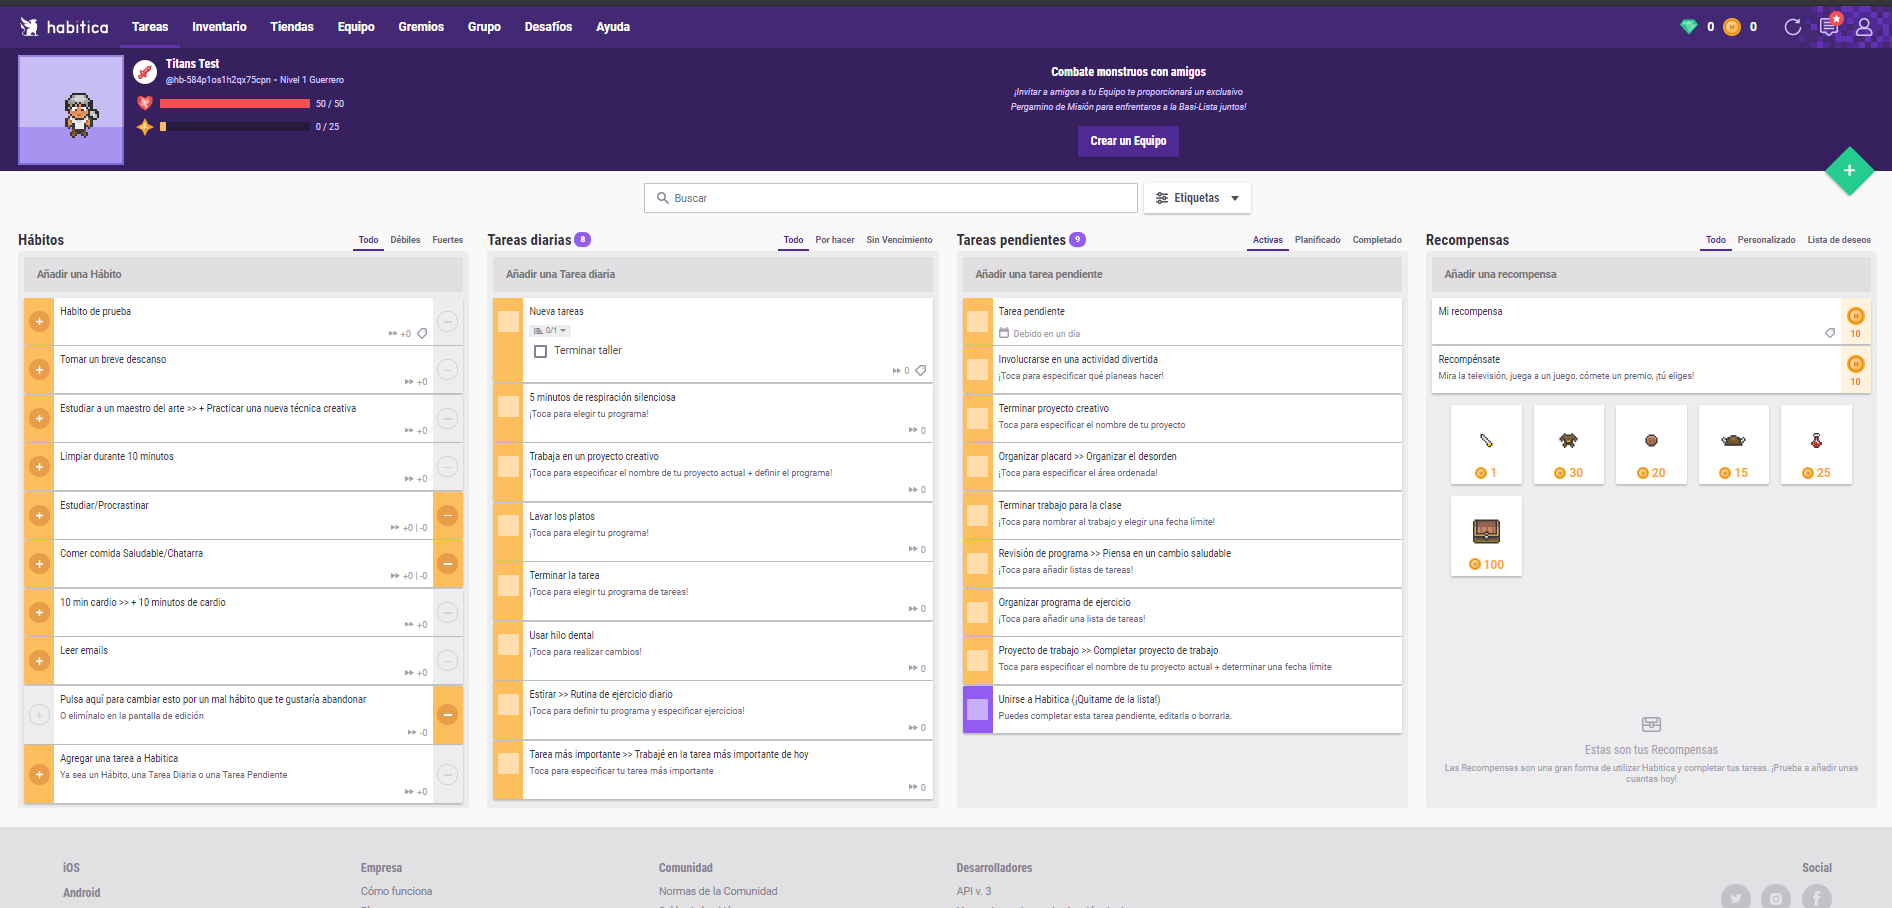 habitica Tareas Inventario Tiendas Equipo Gremios Grupo Desafíos Ayuda 0 0
Titans Test
@hb-584p1os1h2qx75cpn • Nivel 1 Guerrero
50 / 50
0 / 25
Combate monstruos con amigos
¡Invitar a amigos a tu Equipo te proporcionará un exclusivo
Pergamino de Misión para enfrentaros a la Basi-Lista juntos!
Crear un Equipo
Buscar
Etiquetas
Hábitos
Todo Débiles Fuertes
Añadir una Hábito
Habito de prueba
+0
Tomar un breve descanso
+0
Estudiar a un maestro del arte >> + Practicar una nueva técnica creativa
+0
Limpiar durante 10 minutos
+0
Estudiar/Procrastinar
+0 | -0
Comer comida Saludable/Chatarra
+0 | -0
10 min cardio >> + 10 minutos de cardio
+0
Leer emails
+0
Pulsa aquí para cambiar esto por un mal hábito que te gustaría abandonar
O elimínalo en la pantalla de edición
-0
Agregar una tarea a Habitica
Ya sea un Hábito, una Tarea Diaria o una Tarea Pendiente
+0
Tareas diarias 8
Todo Por hacer Sin Vencimiento
Añadir una Tarea diaria
Nueva tareas
0/1
Terminar taller
0
5 minutos de respiración silenciosa
¡Toca para elegir tu programa!
0
Trabaja en un proyecto creativo
¡Toca para especificar el nombre de tu proyecto actual + definir el programa!
0
Lavar los platos
¡Toca para elegir tu programa!
0
Terminar la tarea
¡Toca para elegir tu programa de tareas!
0
Usar hilo dental
¡Toca para realizar cambios!
0
Estirar >> Rutina de ejercicio diario
¡Toca para definir tu programa y especificar ejercicios!
0
Tarea más importante >> Trabajé en la tarea más importante de hoy
Toca para especificar tu tarea más importante
0
Tareas pendientes 9
Activas Planificado Completado
Añadir una tarea pendiente
Tarea pendiente
Debido en un día
Involucrarse en una actividad divertida
¡Toca para especificar qué planeas hacer!
Terminar proyecto creativo
Toca para especificar el nombre de tu proyecto
Organizar placard >> Organizar el desorden
¡Toca para especificar el área ordenada!
Terminar trabajo para la clase
¡Toca para nombrar al trabajo y elegir una fecha límite!
Revisión de programa >> Piensa en un cambio saludable
¡Toca para añadir listas de tareas!
Organizar programa de ejercicio
¡Toca para añadir una lista de tareas!
Proyecto de trabajo >> Completar proyecto de trabajo
Toca para especificar el nombre de tu proyecto actual + determinar una fecha límite
Unirse a Habitica (¡Quitame de la lista!)
Puedes completar esta tarea pendiente, editarla o borrarla.
Recompensas
Todo Personalizado Lista de deseos
Añadir una recompensa
Mi recompensa
10
Recompénsate
Mira la televisión, juega a un juego, cómete un premio, ¡tú eliges!
10
1 30 20 15 25
100
Estas son tus Recompensas
Las Recompensas son una gran forma de utilizar Habitica y completar tus tareas. ¡Prueba a añadir unas
cuantas hoy!
iOS
Android
Empresa
Cómo funciona
Comunidad
Normas de la Comunidad
Desarrolladores
API v. 3
Social